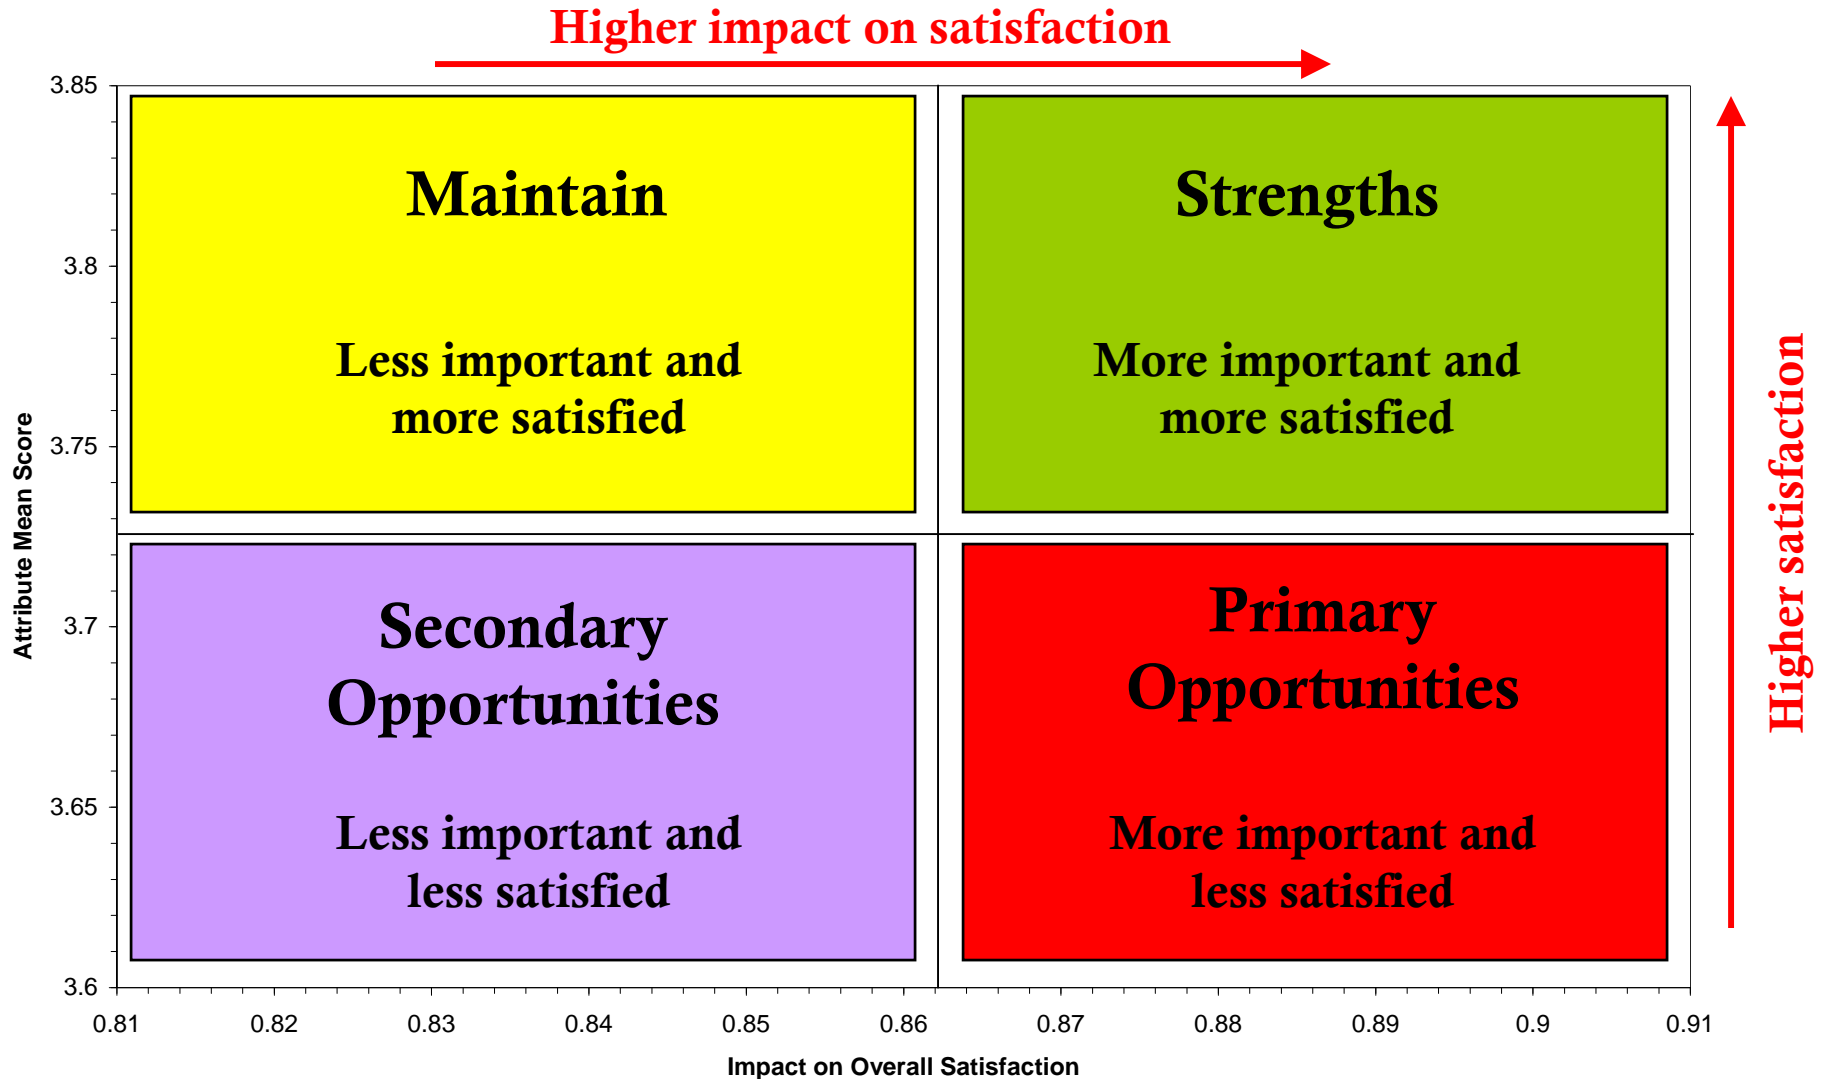 Higher impact on satisfaction
3.85
Maintain
Strengths
3.8
Less important and
more satisfied
More important and
more satisfied
3.75
Higher satisfaction
Attribute Mean Score
Secondary
Opportunities
Primary
Opportunities
3.7
3.65
Less important and
less satisfied
More important and
less satisfied
3.6
0.81 0.82 0.83 0.84 0.85 0.86 0.87 0.88 0.89 0.9 0.91
Impact on Overall Satisfaction